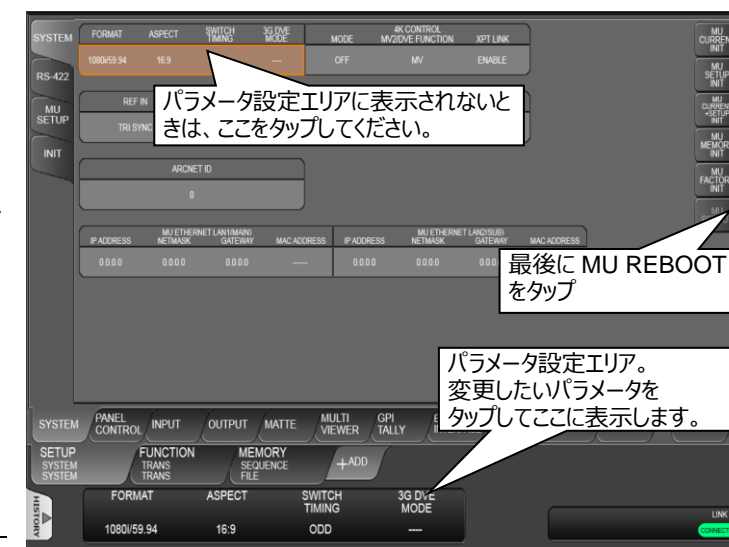 SYSTEM
RS-422
MU
SETUP
INIT
FORMAT ASPECT SWITCH TIMING 3G DVE MODE
1080i/59.94 16:9 ----
4K CONTROL
MODE MV2/DVE FUNCTION XPT LINK
OFF MV ENABLE
REF IN
TRI SYNC
パラメータ設定エリアに表示されないと
きは、ここをタップしてください。
ARCNET ID
0
MU ETHERNET LAN1(MAIN)
IP ADDRESS NETMASK GATEWAY MAC ADDRESS
0.0.0.0 0.0.0.0 0.0.0.0 ----
MU ETHERNET LAN2(SUB)
IP ADDRESS NETMASK GATEWAY MAC ADDRESS
0.0.0.0 0.0.0.0
MU
CURREN
INIT
MU
SETUP
INIT
MU
CURREN
+SETUP
INIT
MU
MEMOR
INIT
MU
FACTOR
INIT
MU
最後に MU REBOOT
をタップ
パラメータ設定エリア。
変更したいパラメータを
タップしてここに表示します。
SYSTEM PANEL CONTROL INPUT OUTPUT MATTE MULTI VIEWER GPI TALLY
SETUP
SYSTEM
SYSTEM
FUNCTION
TRANS
TRANS
MEMORY
SEQUENCE
FILE
+ADD
HISTORY
FORMAT ASPECT SWITCH TIMING 3G DVE MODE
1080i/59.94 16:9 ODD ----
LINK
CONNECT